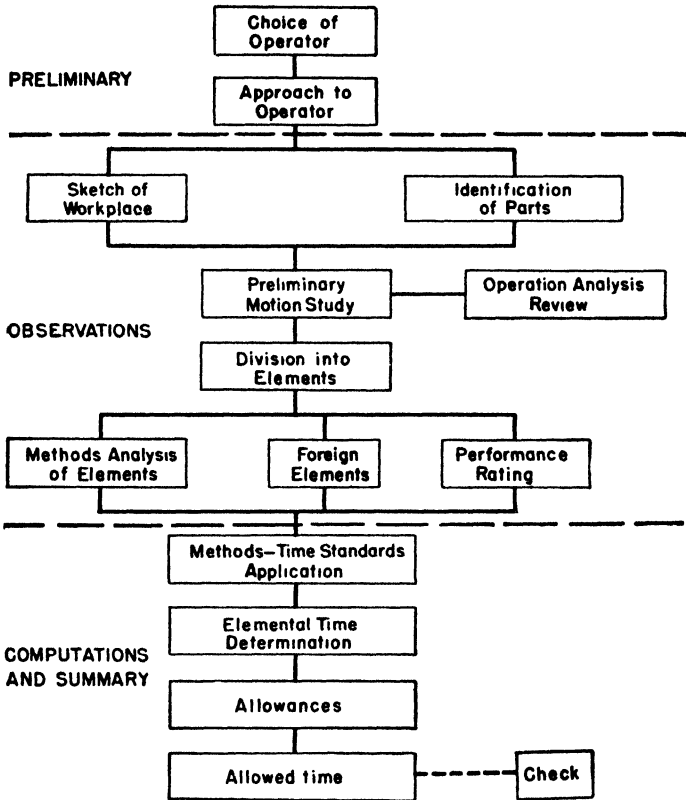 Choice of
Operator
PRELIMINARY
Approach to
Operator
Sketch of
Workplace
Identification
of Parts
Preliminary
Motion Study
Operation Analysis
Review
OBSERVATIONS
Division into
Elements
Methods Analysis
of Elements
Foreign
Elements
Performance
Rating
Methods-Time Standards
Application
Elemental Time
Determination
COMPUTATIONS
AND SUMMARY
Allowances
Allowed time
Check